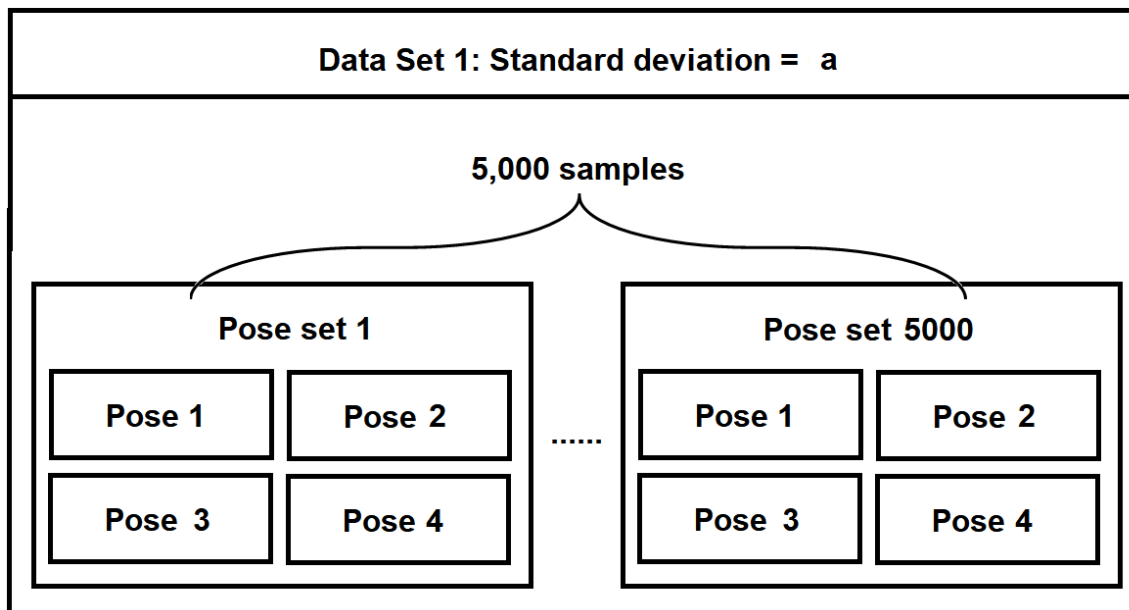 Data Set 1: Standard deviation = a
5,000 samples
Pose set 1
Pose 1
Pose 2
Pose 3
Pose 4
......
Pose set 5000
Pose 1
Pose 2
Pose 3
Pose 4